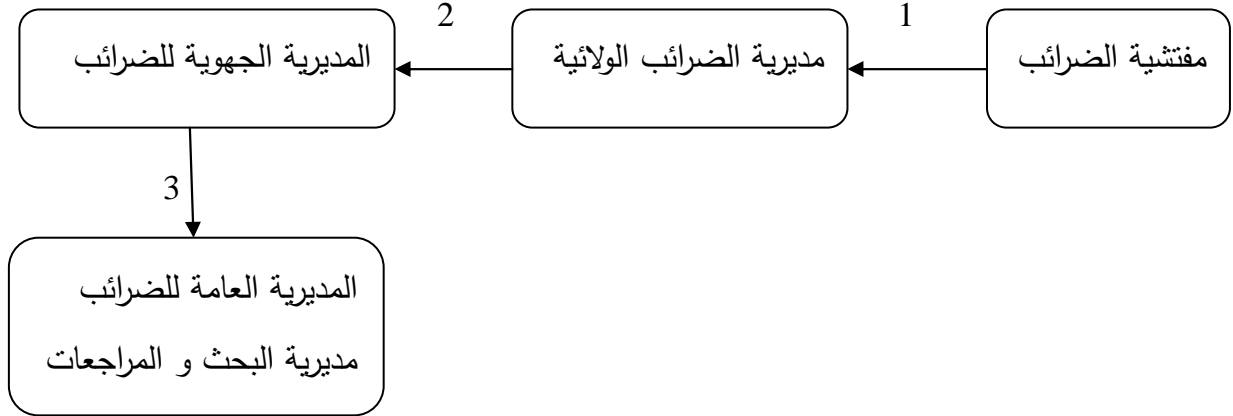 مفتشية الضرائب
1
مديرية الضرائب الولائية
2
المديرية الجهوية للضرائب
3
المديرية العامة للضرائب
مديرية البحث و المراجعات